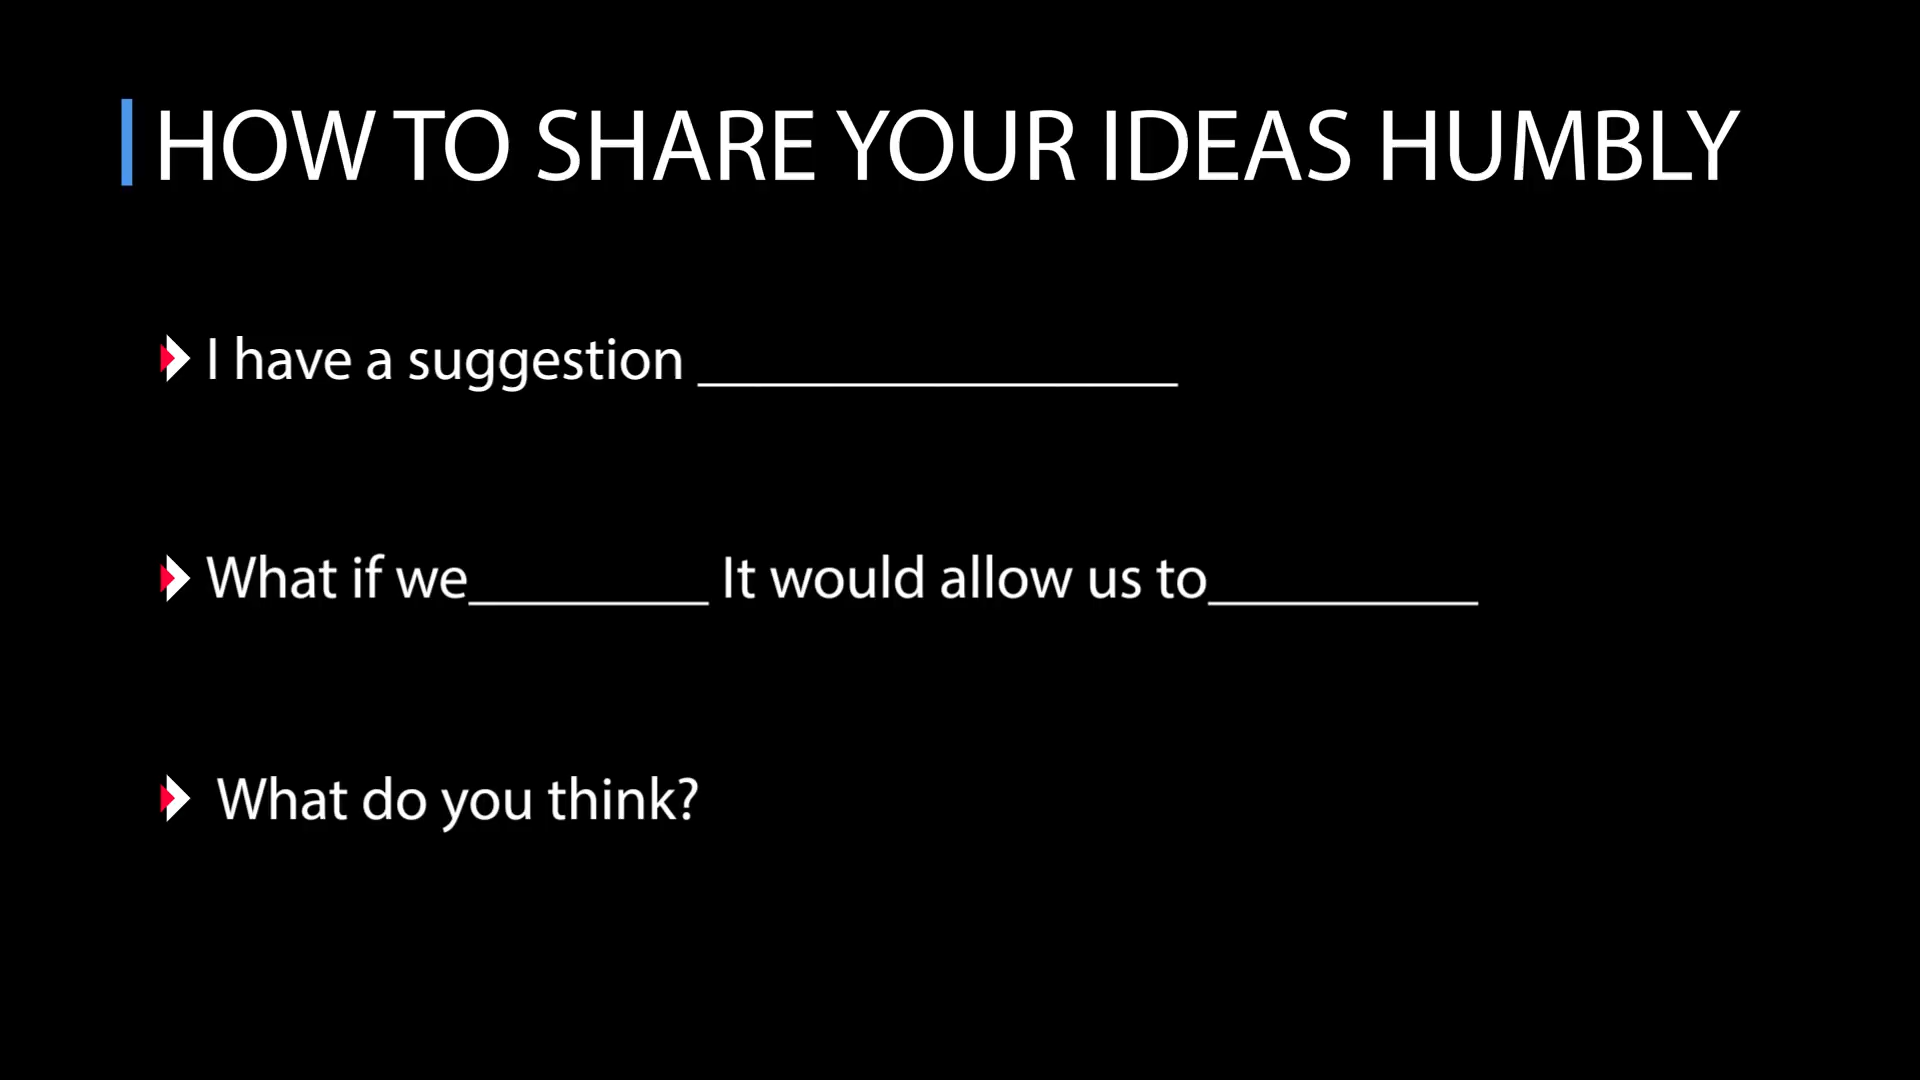 HOW TO SHARE YOUR IDEAS HUMBLY
I have a suggestion ________________
What if we________ It would allow us to_________
What do you think?